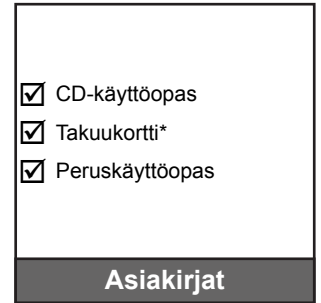 ☑ CD-käyttöopas
☑ Takuukortti*
☑ Peruskäyttöopas
Asiakirjat